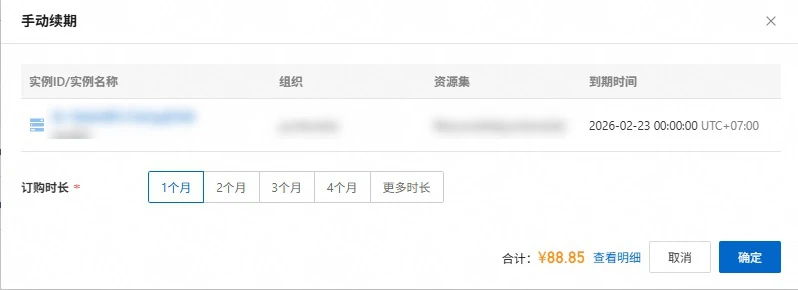 手动续期
实例ID/实例名称 组织 资源集 到期时间
2026-02-23 00:00:00 UTC+07:00
订购时长 * 1个月 2个月 3个月 4个月 更多时长
合计: ¥88.85 查看明细 取消 确定